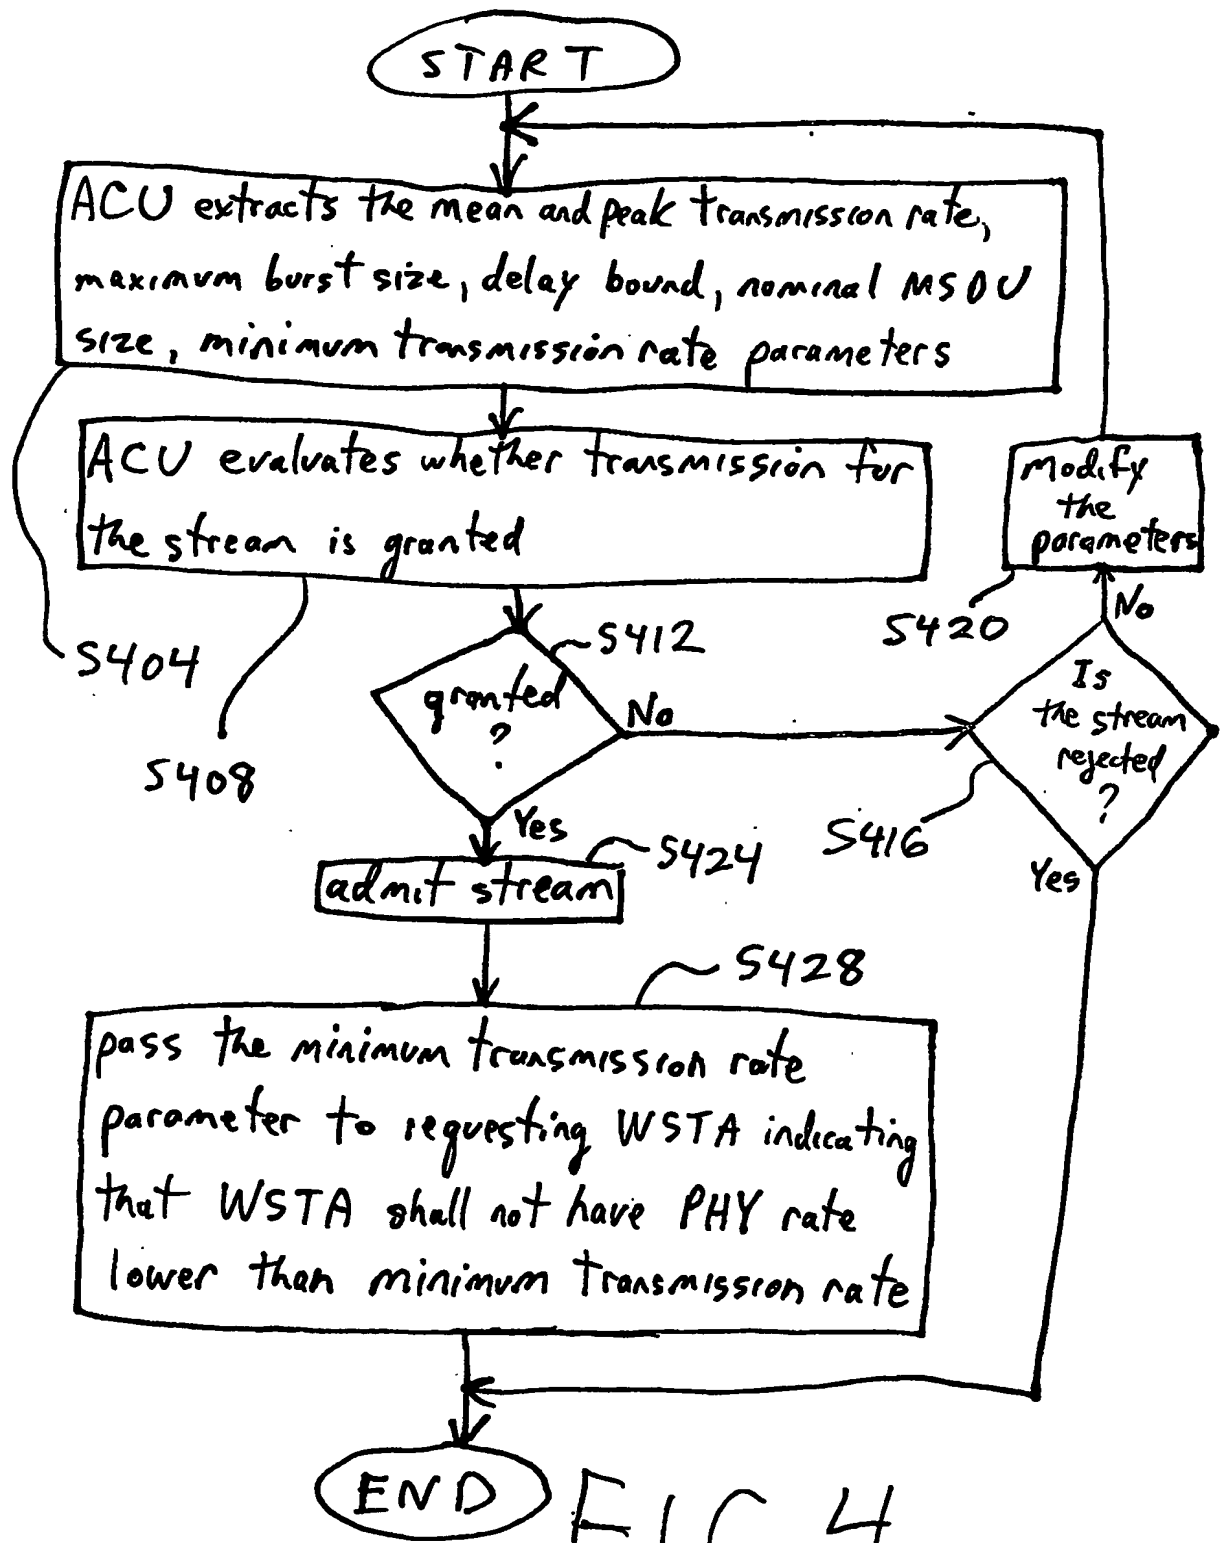 START
ACU extracts the mean and peak transmission rate,
maximum burst size, delay bound, nominal MSDU
size, minimum transmission rate parameters
ACU evaluates whether transmission for
the stream is granted
modify
the
parameters
S420
No
S404
S408
S412
granted
?
No
Is
the stream
rejected
?
S416
Yes
Yes
S424
admit stream
S428
pass the minimum transmission rate
parameter to requesting WSTA indicating
that WSTA shall not have PHY rate
lower than minimum transmission rate
END
FIG 4